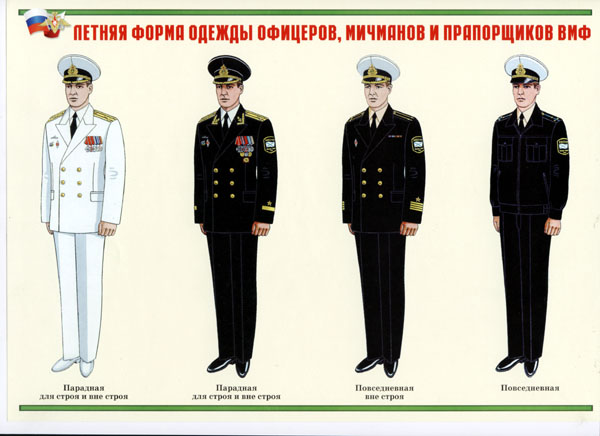 ЛЕТНЯЯ ФОРМА ОДЕЖДЫ ОФИЦЕРОВ, МИЧМАНОВ И ПРАПОРЩИКОВ ВМФ
Парадная
для строя и вне строя
Парадная
для строя и вне строя
Повседневная
вне строя
Повседневная